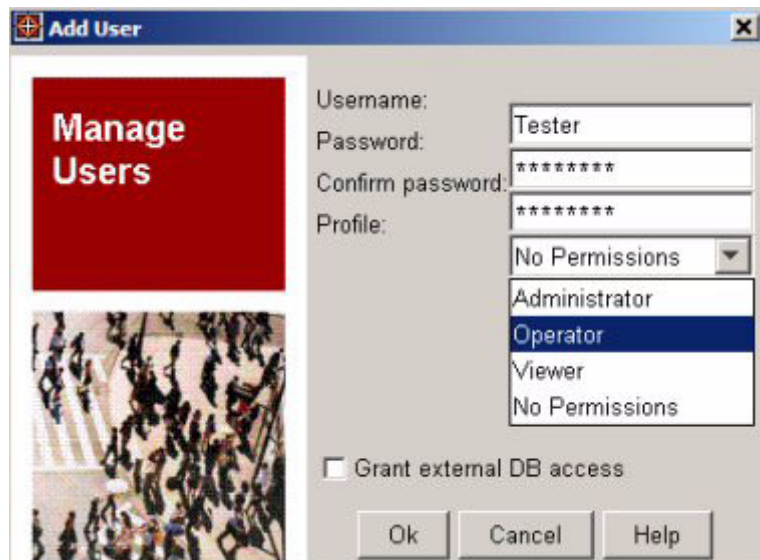 Add User
Manage
Users
Username:
Tester
Password:
********
Confirm password:
********
Profile:
No Permissions
Administrator
Operator
Viewer
No Permissions
Grant external DB access
Ok
Cancel
Help